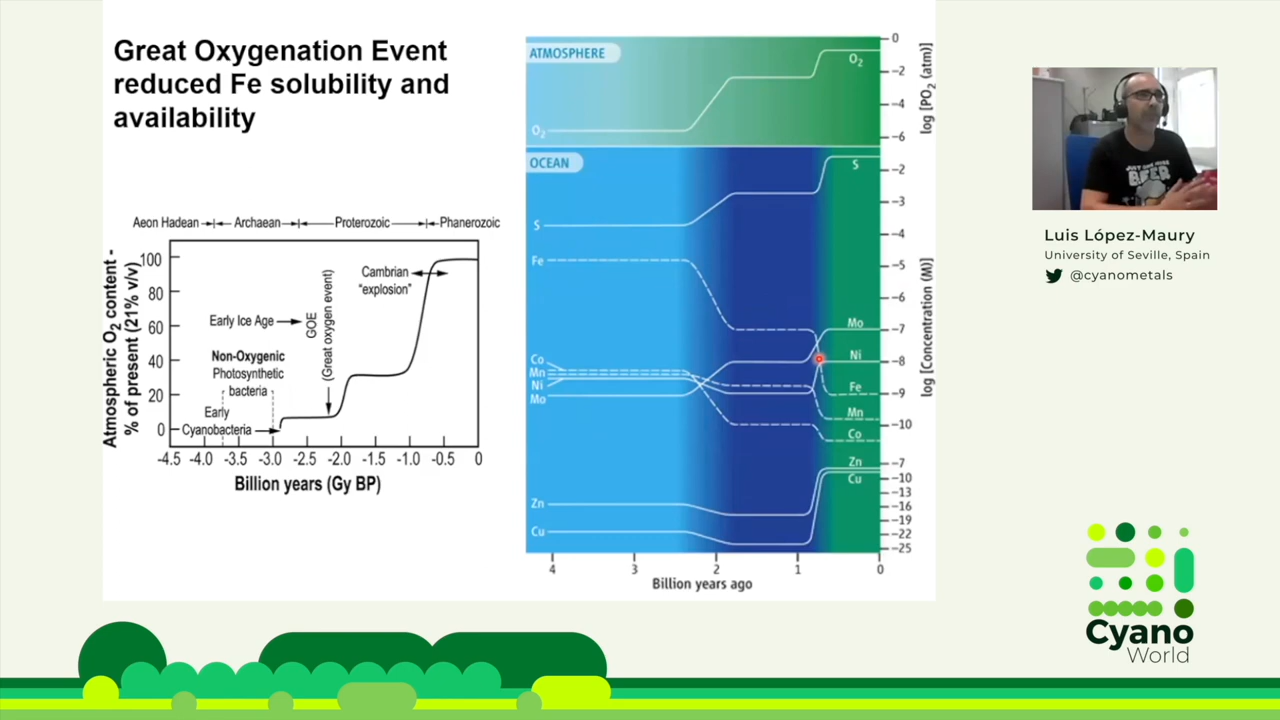 Great Oxygenation Event
reduced Fe solubility and
availability
Aeon Hadean
Archaean
Proterozoic
Phanerozoic
Atmospheric O2 content -
% of present (21% v/v)
100
80
60
40
20
0
Cambrian
"explosion"
Early Ice Age
GOE
(Great oxygen event)
Non-Oxygenic
Photosynthetic
bacteria
Early
Cyanobacteria
-4.5 -4.0 -3.5 -3.0 -2.5 -2.0 -1.5 -1.0 -0.5 0
Billion years (Gy BP)
ATMOSPHERE
O2
O2
0
-2
-4
-6
log [PO2 (atm)]
OCEAN
S
Fe
Co
Mn
Ni
Mo
Zn
Cu
S
Mo
Ni
Fe
Mn
Co
Zn
Cu
-2
-3
-4
-5
-6
-7
-8
-9
-10
-7
-10
-13
-16
-19
-22
-25
log [Concentration (M)]
4 3 2 1 0
Billion years ago
JUST ONE MORE
BEER
Luis López-Maury
University of Seville, Spain
@cyanometals
Cyano
World